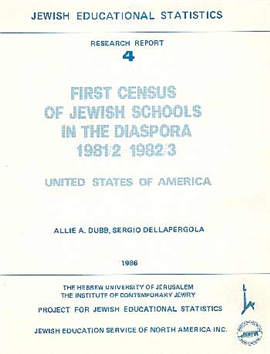 JEWISH EDUCATIONAL STATISTICS
RESEARCH REPORT
4
FIRST CENSUS
OF JEWISH SCHOOLS
IN THE DIASPORA
1981/2 - 1982/3
UNITED STATES OF AMERICA
ALLIE A. DUBB, SERGIO DELLAPERGOLA
1986
THE HEBREW UNIVERSITY OF JERUSALEM
THE INSTITUTE OF CONTEMPORARY JEWRY
PROJECT FOR JEWISH EDUCATIONAL STATISTICS
JEWISH EDUCATION SERVICE OF NORTH AMERICA INC.